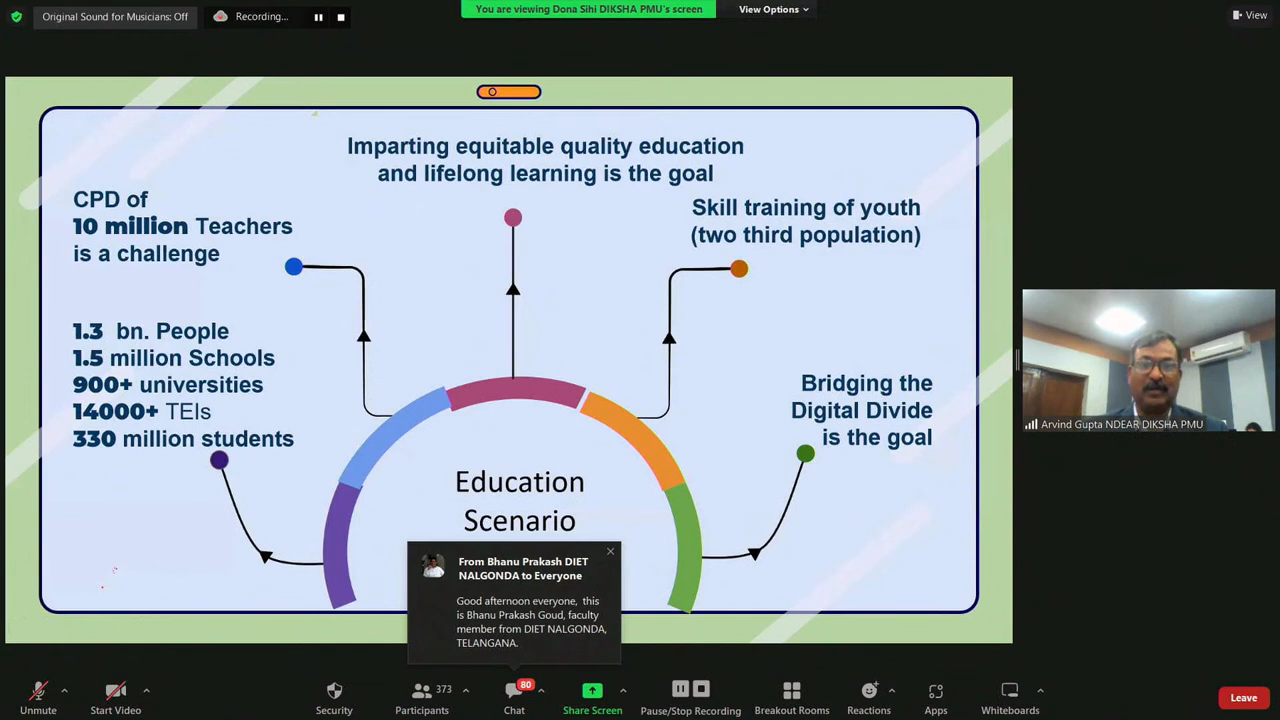 Original Sound for Musicians: Off
Recording...
You are viewing Dona Sihi DIKSHA PMU's screen
View Options
View
Imparting equitable quality education
and lifelong learning is the goal
CPD of
10 million Teachers
is a challenge
Skill training of youth
(two third population)
1.3 bn. People
1.5 million Schools
900+ universities
14000+ TEIs
330 million students
Bridging the
Digital Divide
is the goal
Education
Scenario
Arvind Gupta NDEAR DIKSHA PMU
From Bhanu Prakash DIET
NALGONDA to Everyone
Good afternoon everyone, this
is Bhanu Prakash Goud, faculty
member from DIET NALGONDA,
TELANGANA.
Unmute
Start Video
Security
373
Participants
80
Chat
Share Screen
Pause/Stop Recording
Breakout Rooms
Reactions
Apps
Whiteboards
Leave